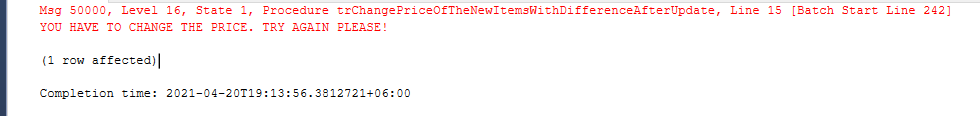 Msg 50000, Level 16, State 1, Procedure trChangePriceOfTheNewItemsWithDifferenceAfterUpdate, Line 15 [Batch Start Line 242]
YOU HAVE TO CHANGE THE PRICE. TRY AGAIN PLEASE!
(1 row affected)
Completion time: 2021-04-20T19:13:56.3812721+06:00